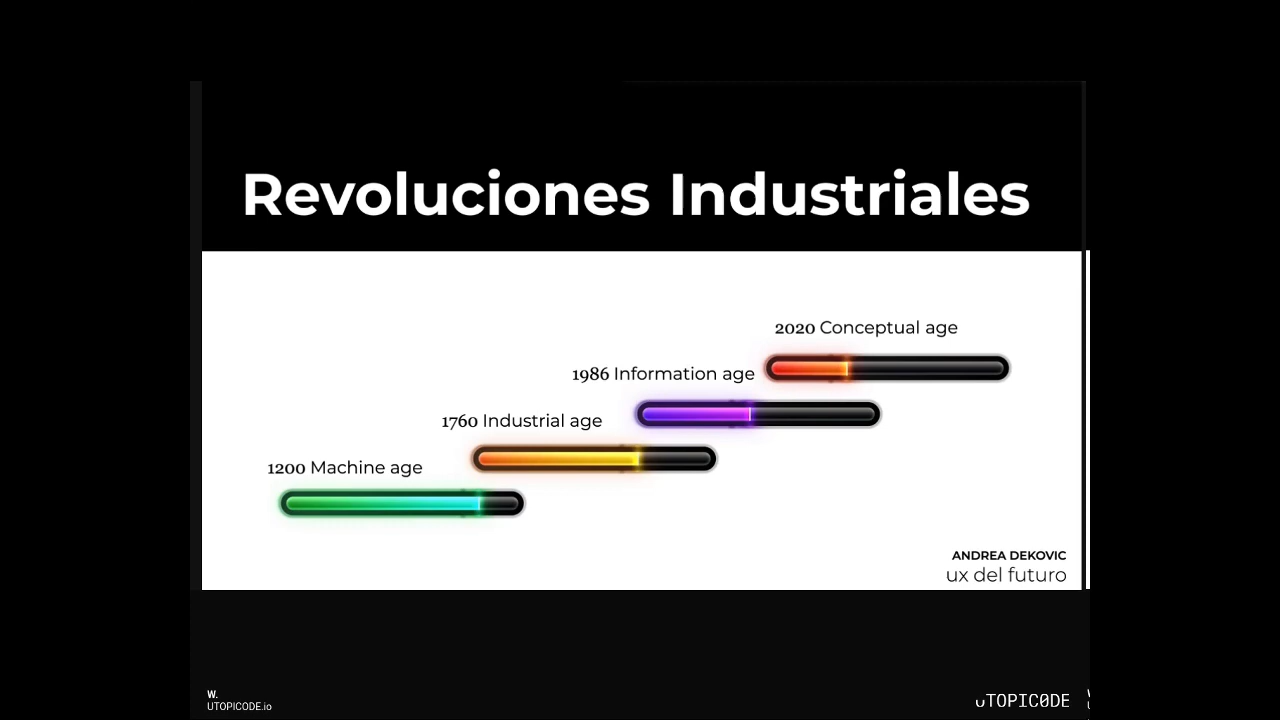 Revoluciones Industriales
2020 Conceptual age
1986 Information age
1760 Industrial age
1200 Machine age
ANDREA DEKOVIC
ux del futuro
W.
UTOPICODE.io
uTOPIC0DE